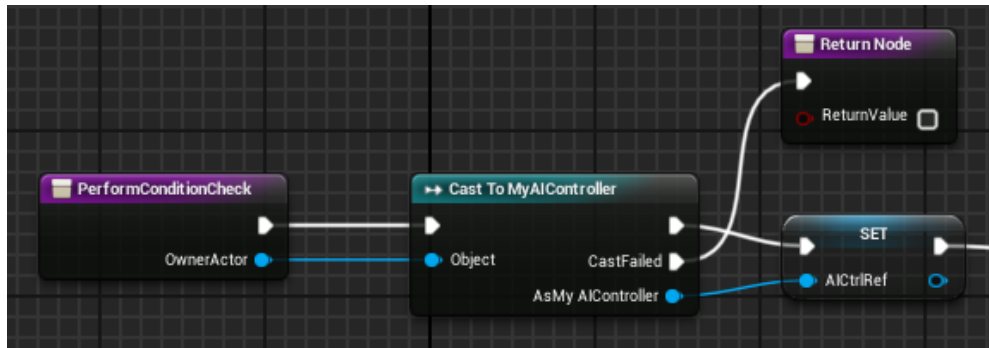 Return Node
ReturnValue
PerformConditionCheck
OwnerActor
Cast To MyAIController
Object
CastFailed
AsMy AIController
SET
AICtrlRef